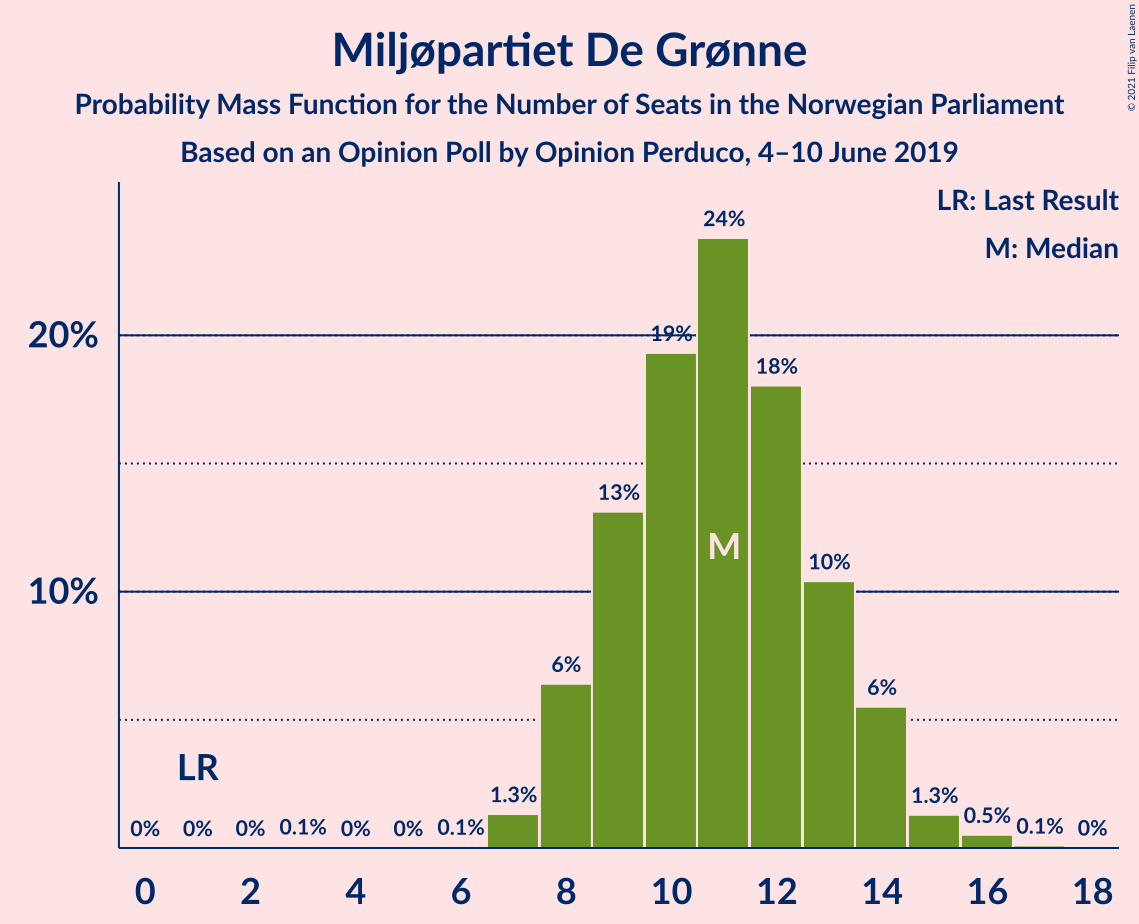 Miljøpartiet De Grønne
Probability Mass Function for the Number of Seats in the Norwegian Parliament
Based on an Opinion Poll by Opinion Perduco, 4–10 June 2019
© 2021 Filip van Laenen
LR: Last Result
M: Median
24%
20%
19%
18%
13%
M
10%
10%
6%
6%
LR
1.3%
1.3%
0%
0%
0%
0.1%
0%
0%
0.1%
0.5%
0.1%
0%
0 2 4 6 8 10 12 14 16 18